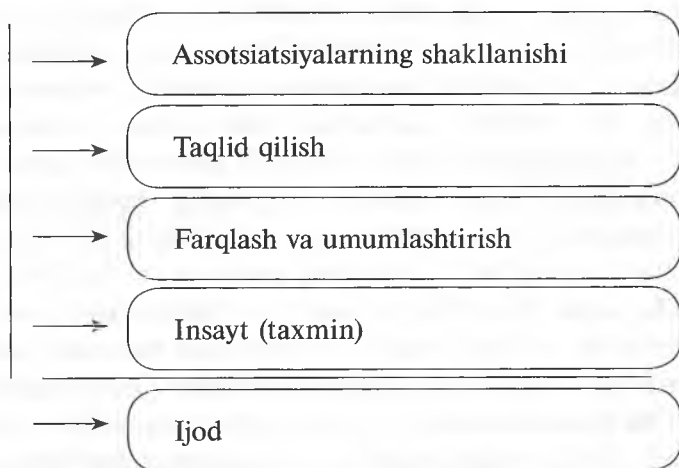 Assotsiatsiyalarning shakllanishi
Taqlid qilish
Farqlash va umumlashtirish
Insayt (taxmin)
Ijod